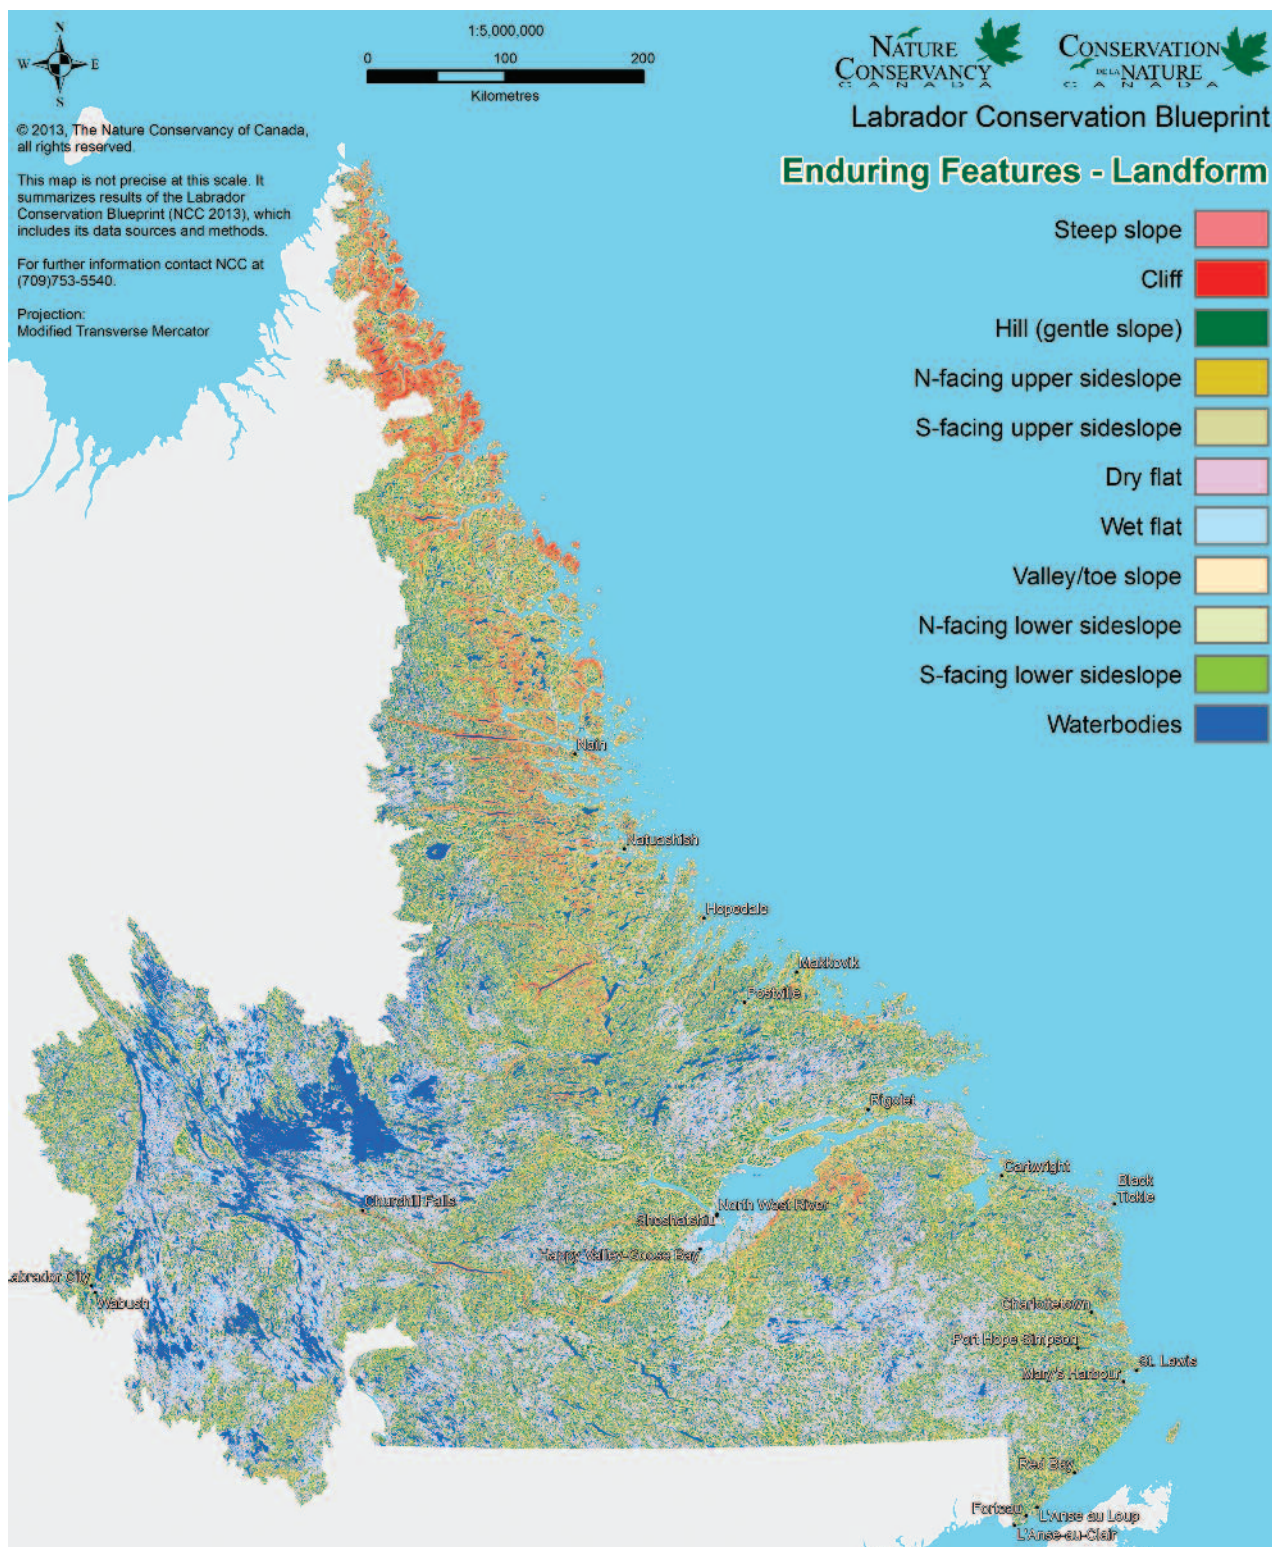 N
W E
S
1:5,000,000
0 100 200
Kilometres
NATURE
CONSERVANCY
CANADA
CONSERVATION
DE LA NATURE
CANADA
Labrador Conservation Blueprint
Enduring Features - Landform
© 2013, The Nature Conservancy of Canada,
all rights reserved.
This map is not precise at this scale. It
summarizes results of the Labrador
Conservation Blueprint (NCC 2013), which
includes its data sources and methods.
For further information contact NCC at
(709)753-5540.
Projection:
Modified Transverse Mercator
Steep slope
Cliff
Hill (gentle slope)
N-facing upper sideslope
S-facing upper sideslope
Dry flat
Wet flat
Valley/toe slope
N-facing lower sideslope
S-facing lower sideslope
Waterbodies
Nain
Natuashish
Hopedale
Makkovik
Postville
Rigolet
Cartwright
Black
Tickle
Churchill Falls
North West River
Sheshatshiu
Happy Valley-Goose Bay
Labrador City
Wabush
Charlottetown
Port Hope Simpson
St. Lewis
Mary's Harbour
Red Bay
Forteau
L'Anse au Loup
L'Anse-au-Clair